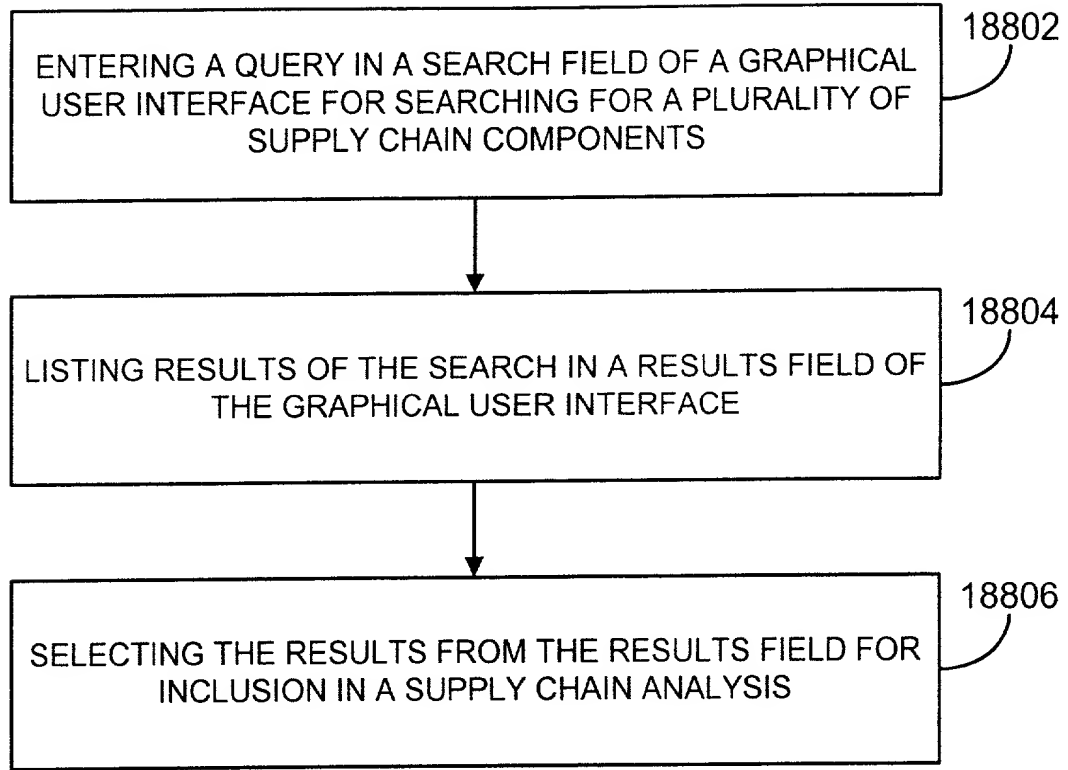 18802
ENTERING A QUERY IN A SEARCH FIELD OF A GRAPHICAL
USER INTERFACE FOR SEARCHING FOR A PLURALITY OF
SUPPLY CHAIN COMPONENTS
18804
LISTING RESULTS OF THE SEARCH IN A RESULTS FIELD OF
THE GRAPHICAL USER INTERFACE
18806
SELECTING THE RESULTS FROM THE RESULTS FIELD FOR
INCLUSION IN A SUPPLY CHAIN ANALYSIS